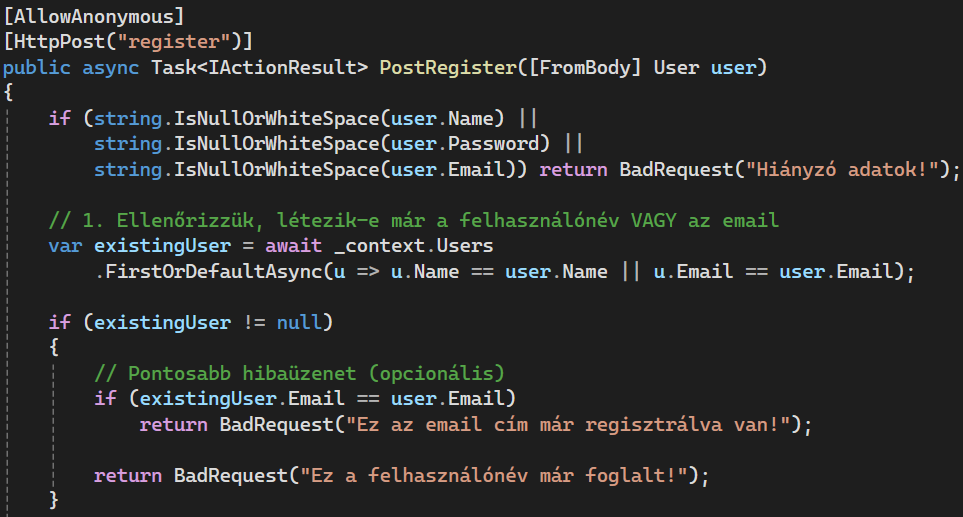 [AllowAnonymous]
[HttpPost("register")]
public async Task<IActionResult> PostRegister([FromBody] User user)
{
    if (string.IsNullOrWhiteSpace(user.Name) ||
        string.IsNullOrWhiteSpace(user.Password) ||
        string.IsNullOrWhiteSpace(user.Email)) return BadRequest("Hiányzó adatok!");

    // 1. Ellenőrizzük, létezik-e már a felhasználónév VAGY az email
    var existingUser = await _context.Users
        .FirstOrDefaultAsync(u => u.Name == user.Name || u.Email == user.Email);

    if (existingUser != null)
    {
        // Pontosabb hibaüzenet (opcionális)
        if (existingUser.Email == user.Email)
            return BadRequest("Ez az email cím már regisztrálva van!");

        return BadRequest("Ez a felhasználónév már foglalt!");
    }